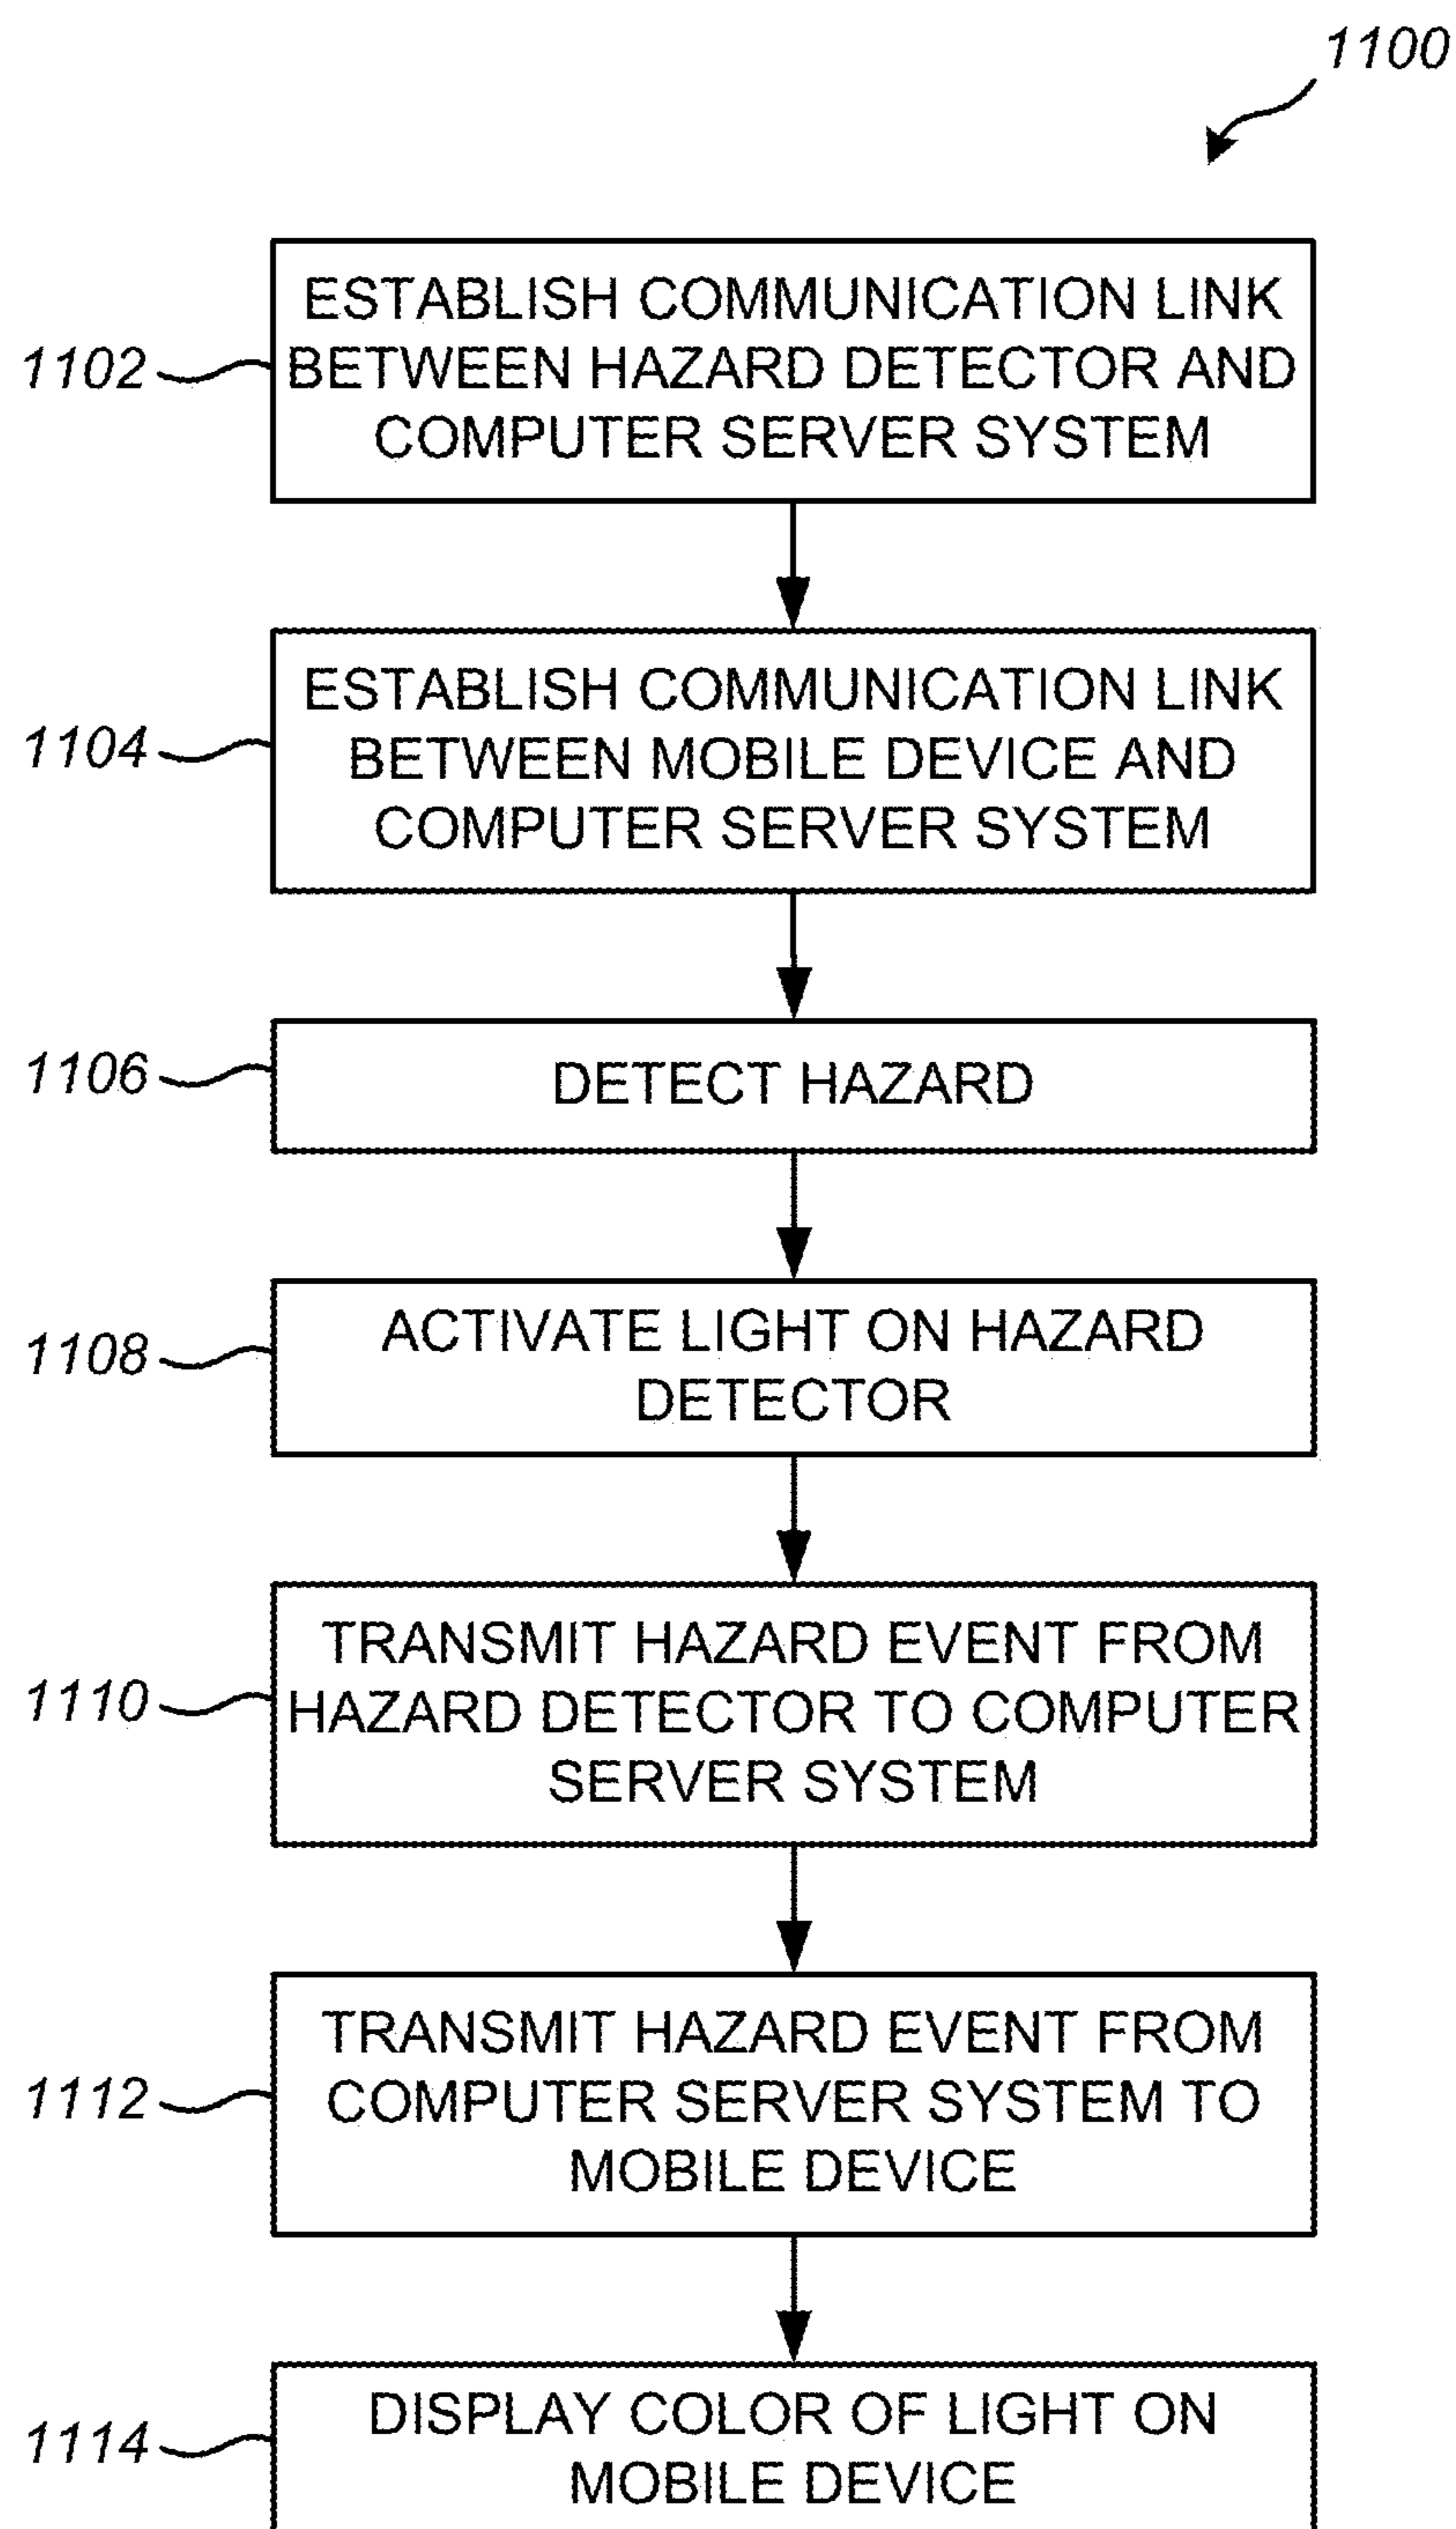 1100
ESTABLISH COMMUNICATION LINK
1102 BETWEEN HAZARD DETECTOR AND
COMPUTER SERVER SYSTEM
ESTABLISH COMMUNICATION LINK
1104 BETWEEN MOBILE DEVICE AND
COMPUTER SERVER SYSTEM
1106 DETECT HAZARD
ACTIVATE LIGHT ON HAZARD
1108
DETECTOR
TRANSMIT HAZARD EVENT FROM
1110 HAZARD DETECTOR TO COMPUTER
SERVER SYSTEM
TRANSMIT HAZARD EVENT FROM
1112 COMPUTER SERVER SYSTEM TO
MOBILE DEVICE
DISPLAY COLOR OF LIGHT ON
1114
MOBILE DEVICE